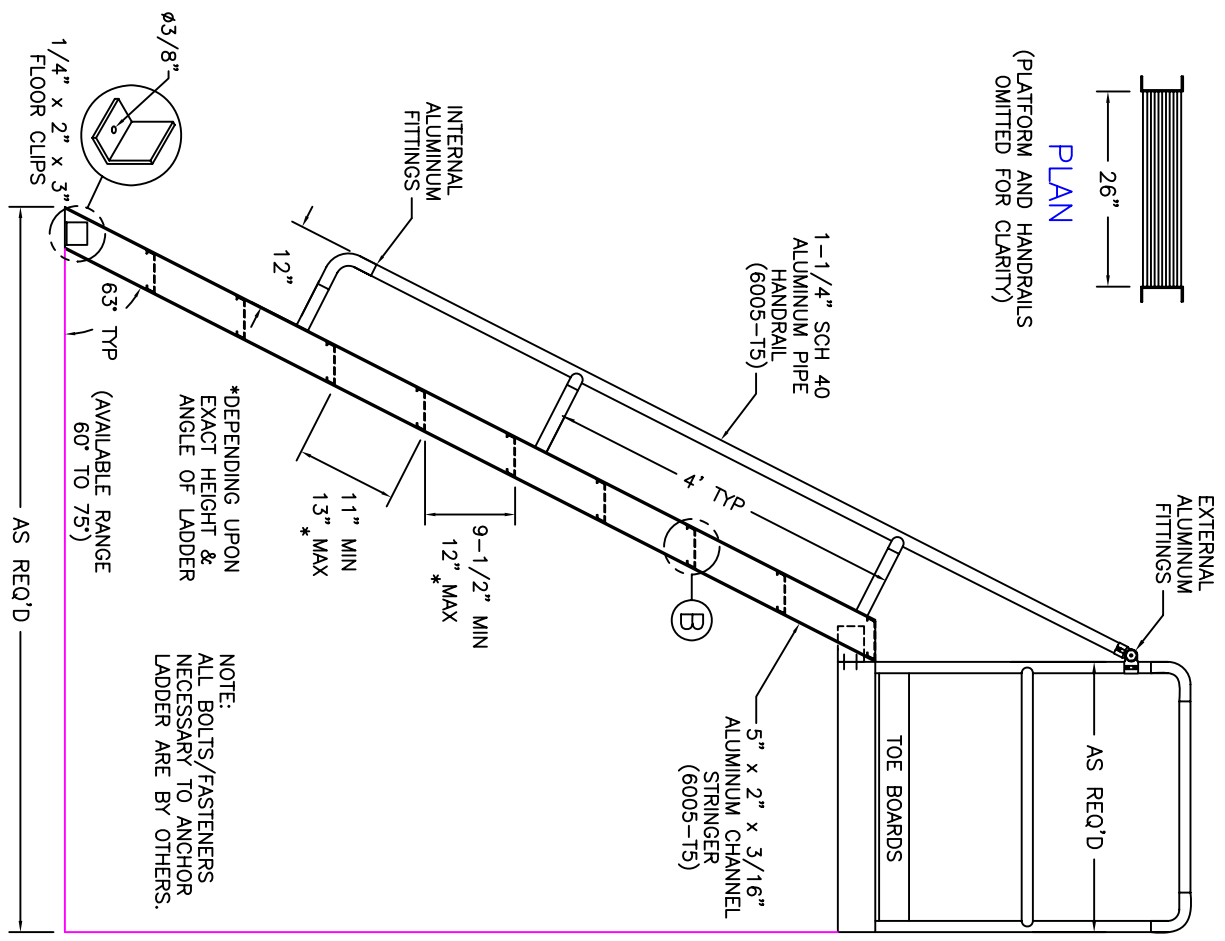 26"
PLAN
(PLATFORM AND HANDRAILS
OMITTED FOR CLARITY)
EXTERNAL
ALUMINUM
FITTINGS
1-1/4" SCH 40
ALUMINUM PIPE
HANDRAIL
(6005-T5)
INTERNAL
ALUMINUM
FITTINGS
ø3/8"
1/4" x 2" x 3"
FLOOR CLIPS
12"
4' TYP
B
AS REQ'D
TOE BOARDS
5" x 2" x 3/16"
ALUMINUM CHANNEL
STRINGER
(6005-T5)
9-1/2" MIN
12" MAX
*
11" MIN
13" MAX
*
63° TYP
(AVAILABLE RANGE
60° TO 75°)
*DEPENDING UPON
EXACT HEIGHT &
ANGLE OF LADDER
NOTE:
ALL BOLTS/FASTENERS
NECESSARY TO ANCHOR
LADDER ARE BY OTHERS.
AS REQ'D